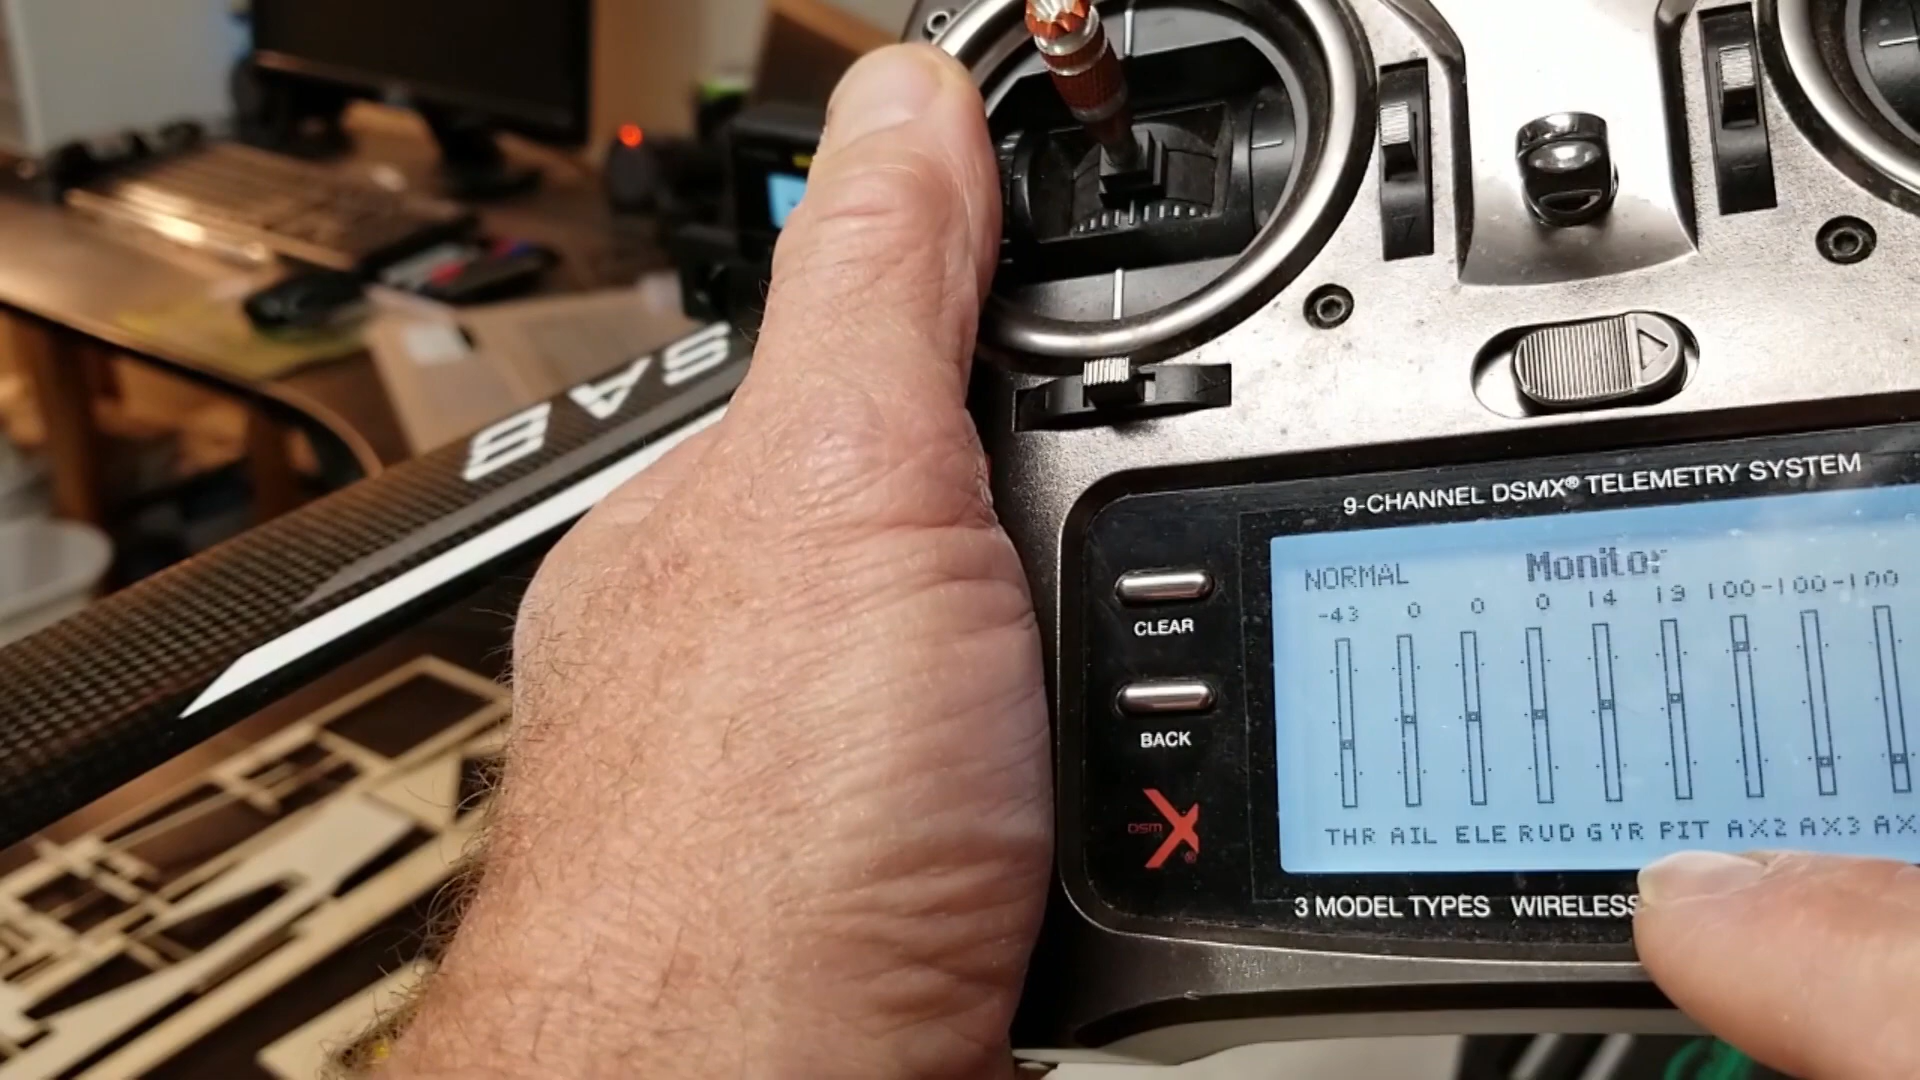 SAB
9-CHANNEL DSMX® TELEMETRY SYSTEM
NORMAL
Monitor
-43 0 0 0 14 19 100 -100 -100
CLEAR
BACK
THR AIL ELE RUD GYR PIT AX2 AX3 AX
DSM X®
3 MODEL TYPES WIRELESS